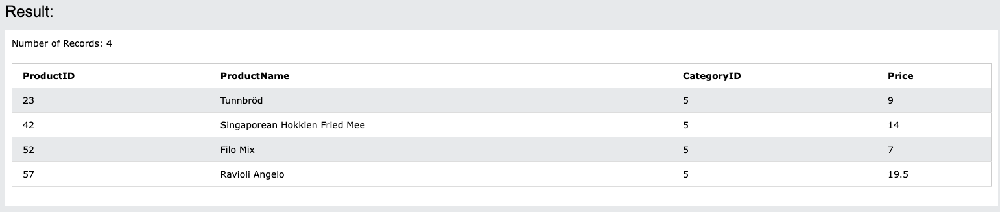 Result:
Number of Records: 4
ProductID ProductName CategoryID Price
23 Tunnbröd 5 9
42 Singaporean Hokkien Fried Mee 5 14
52 Filo Mix 5 7
57 Ravioli Angelo 5 19.5